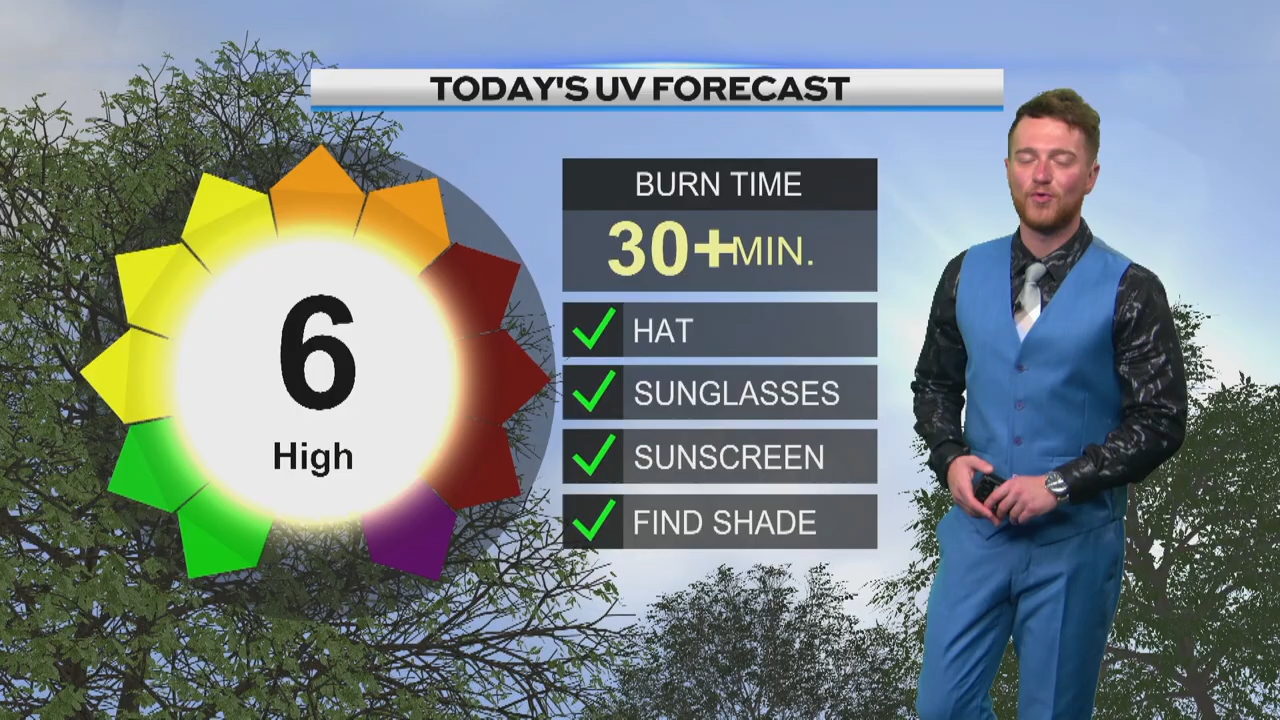 TODAY'S UV FORECAST
6
High
BURN TIME
30+MIN.
HAT
SUNGLASSES
SUNSCREEN
FIND SHADE